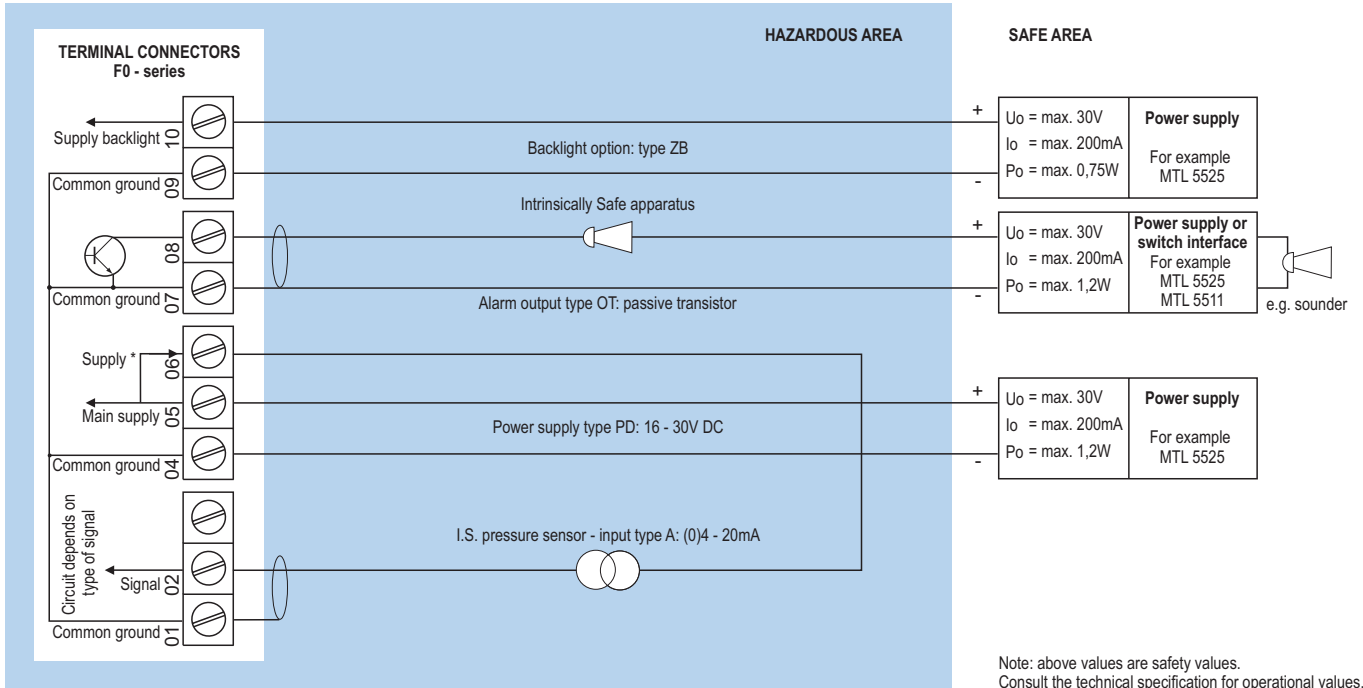 HAZARDOUS AREA
SAFE AREA
TERMINAL CONNECTORS
F0 - series
Supply backlight
10
Common ground
09
08
Common ground
07
Supply *
06
Main supply
05
Common ground
04
Circuit depends on
type of signal
Signal
02
Common ground
01
Backlight option: type ZB
Intrinsically Safe apparatus
Alarm output type OT: passive transistor
Power supply type PD: 16 - 30V DC
I.S. pressure sensor - input type A: (0)4 - 20mA
+
-
Uo = max. 30V
Io = max. 200mA
Po = max. 0,75W
Power supply
For example
MTL 5525
+
-
Uo = max. 30V
Io = max. 200mA
Po = max. 1,2W
Power supply or
switch interface
For example
MTL 5525
MTL 5511
e.g. sounder
+
-
Uo = max. 30V
Io = max. 200mA
Po = max. 1,2W
Power supply
For example
MTL 5525
Note: above values are safety values.
Consult the technical specification for operational values.